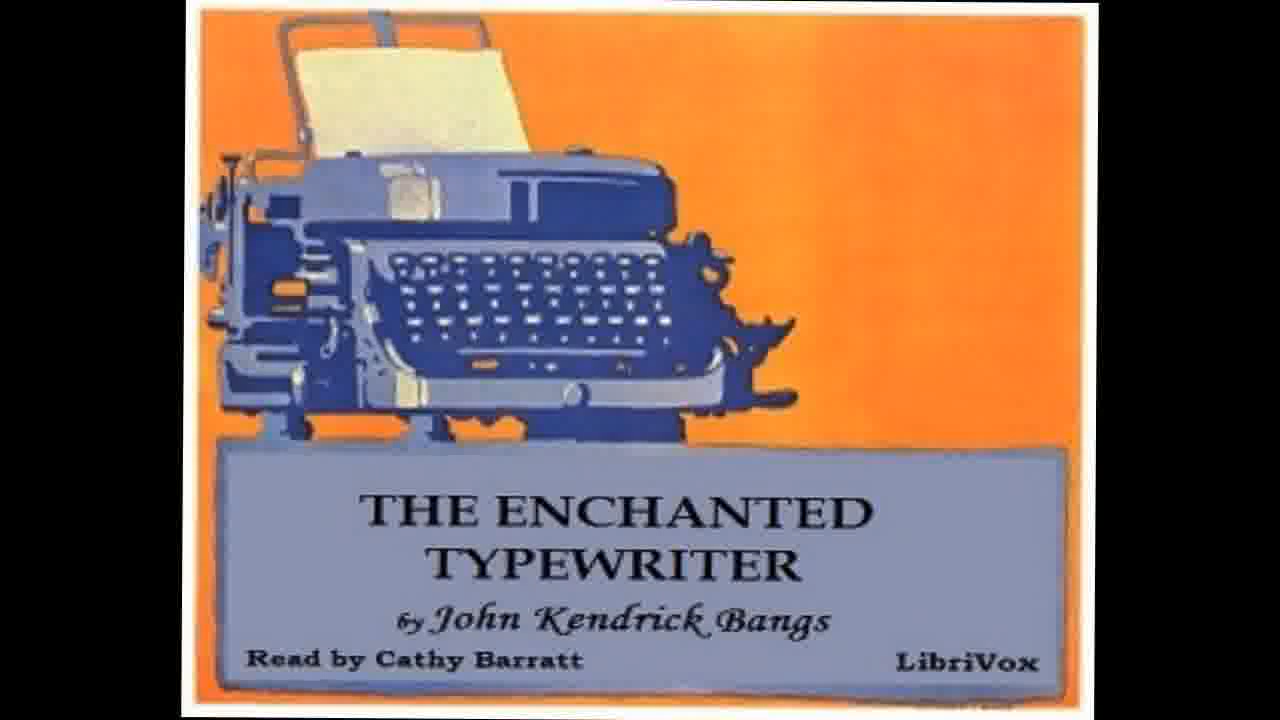 THE ENCHANTED
TYPEWRITER
by John Kendrick Bangs
Read by Cathy Barratt
LibriVox